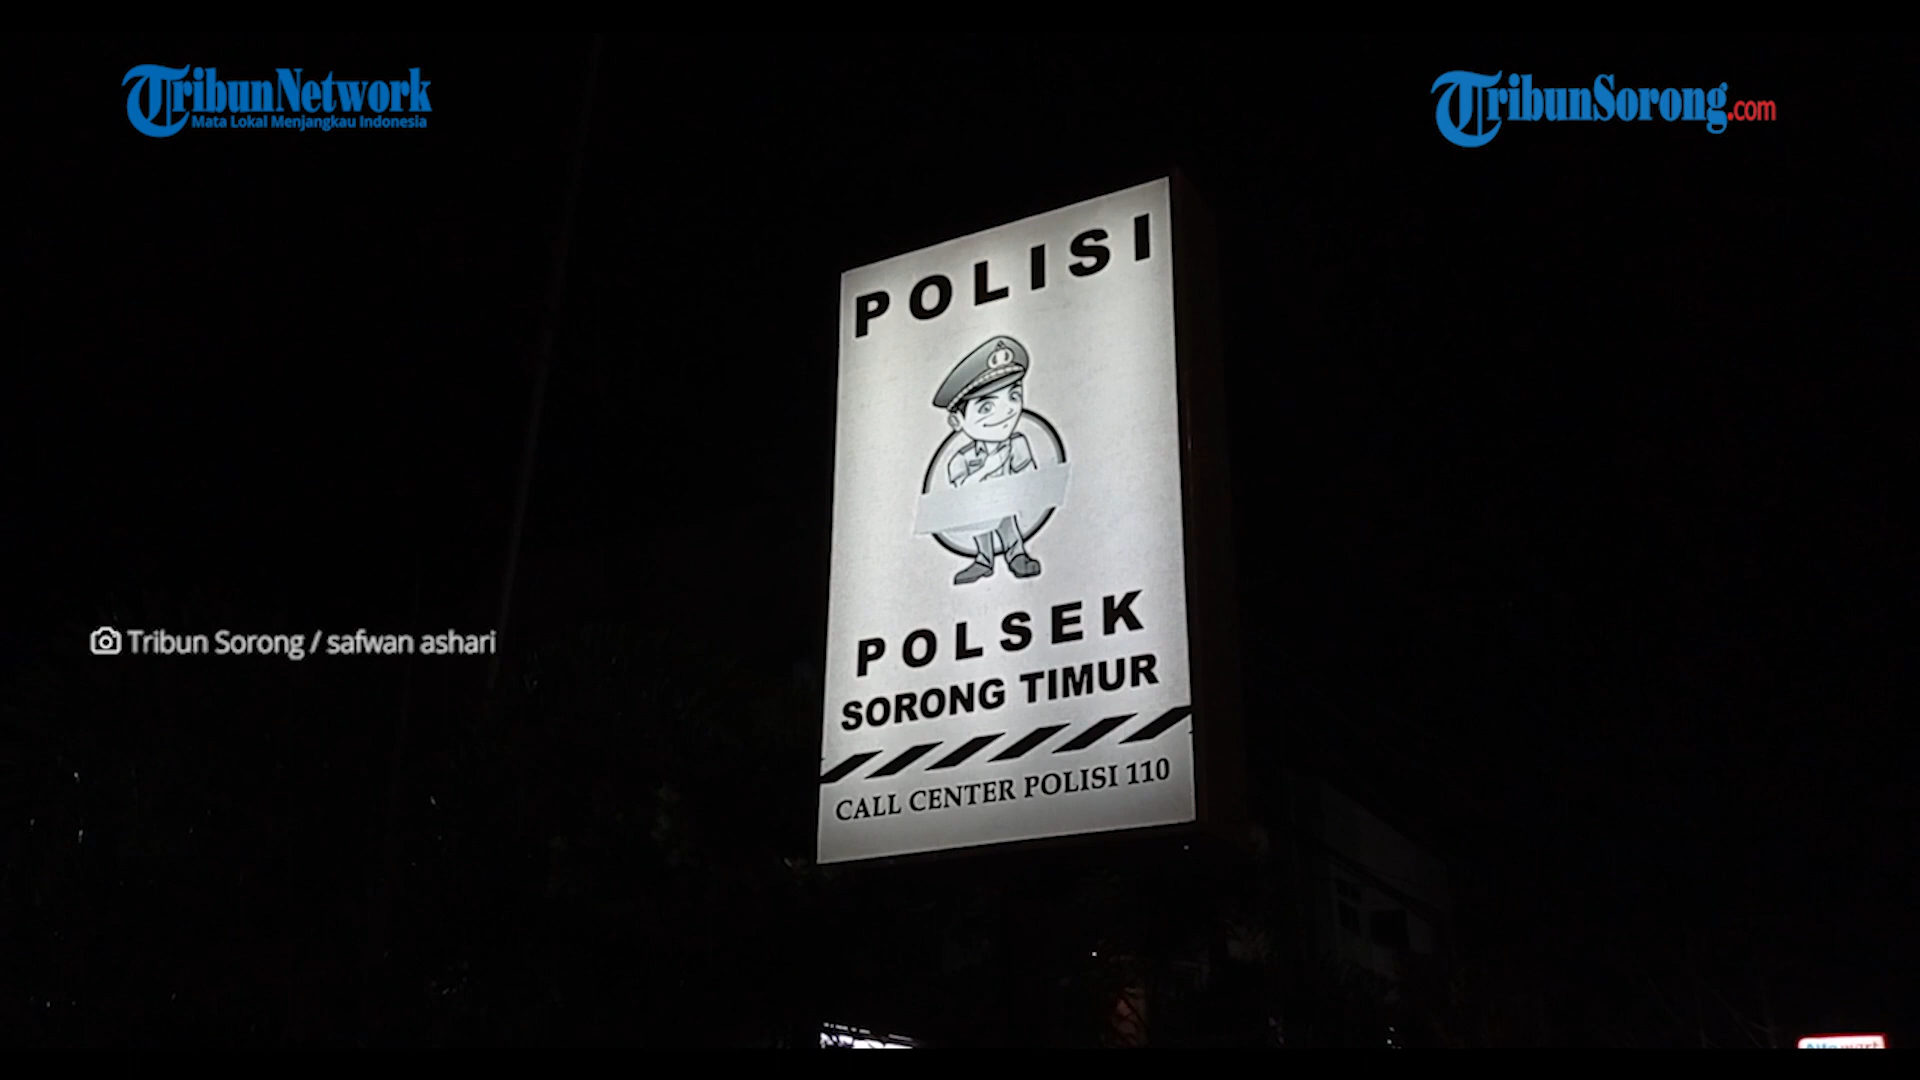 TribunNetwork
Mata Lokal Menjangkau Indonesia
TribunSorong.com
POLISI
Tribun Sorong / safwan ashari
POLSEK
SORONG TIMUR
CALL CENTER POLISI 110